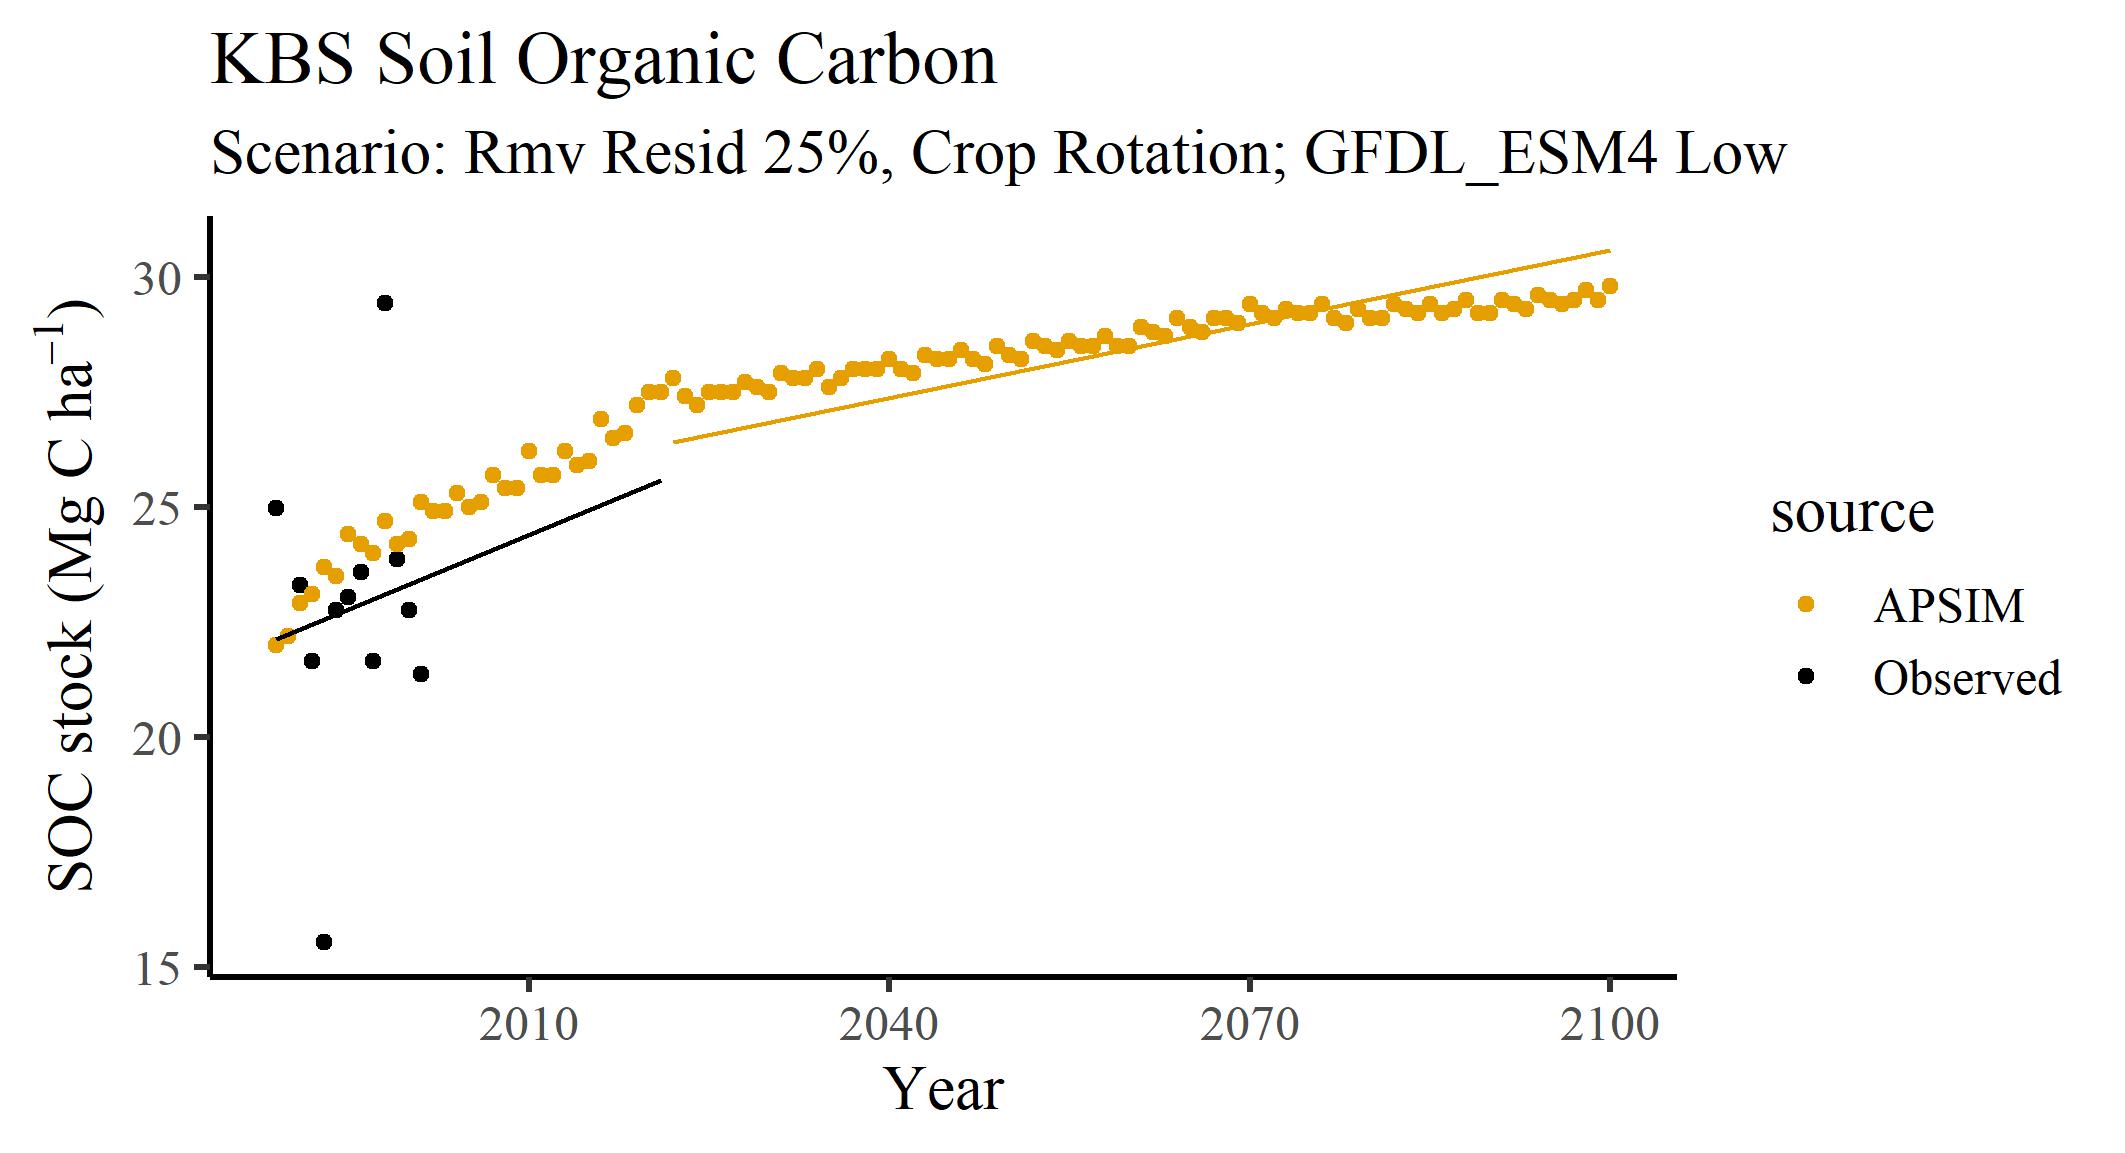 KBS Soil Organic Carbon
Scenario: Rmv Resid 25%, Crop Rotation; GFDL_ESM4 Low
SOC stock (Mg C ha⁻¹)
30
25
20
15
2010 2040 2070 2100
Year
source
APSIM
Observed